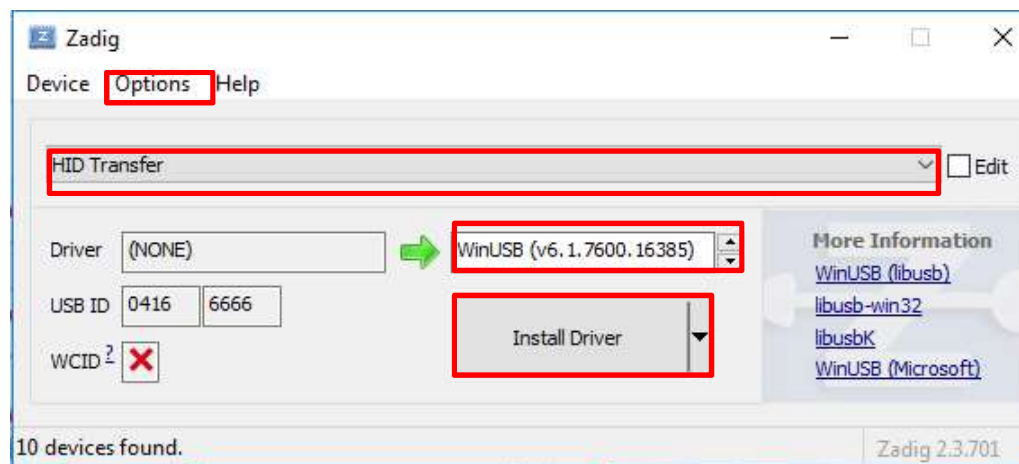 Zadig
Device Options Help
HID Transfer
Edit
Driver (NONE) WinUSB (v6.1.7600.16385)
USB ID 0416 6666
WCID ?
Install Driver
More Information
WinUSB (libusb)
libusb-win32
libusbK
WinUSB (Microsoft)
10 devices found.
Zadig 2.3.701